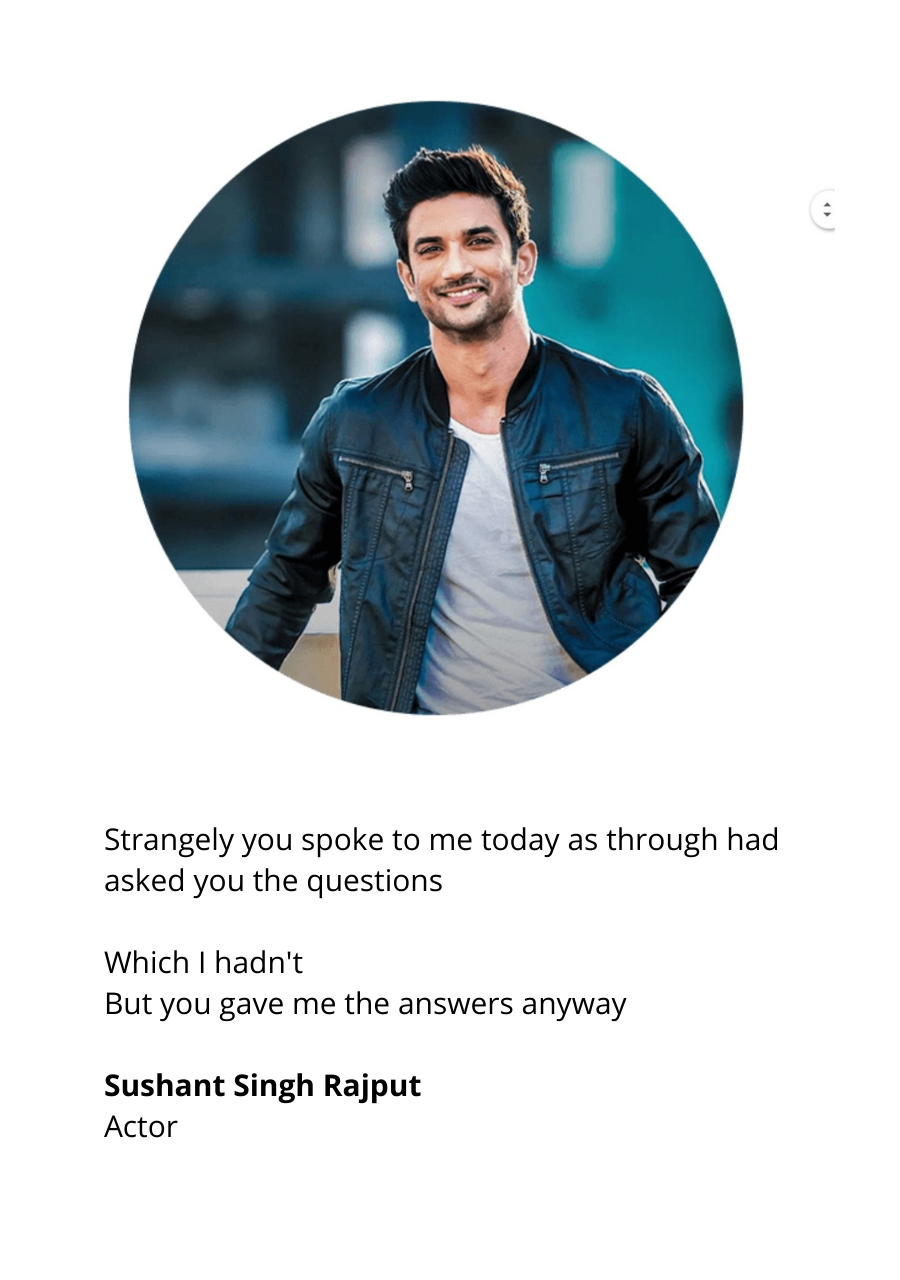 Strangely you spoke to me today as through had
asked you the questions
Which I hadn't
But you gave me the answers anyway
Sushant Singh Rajput
Actor